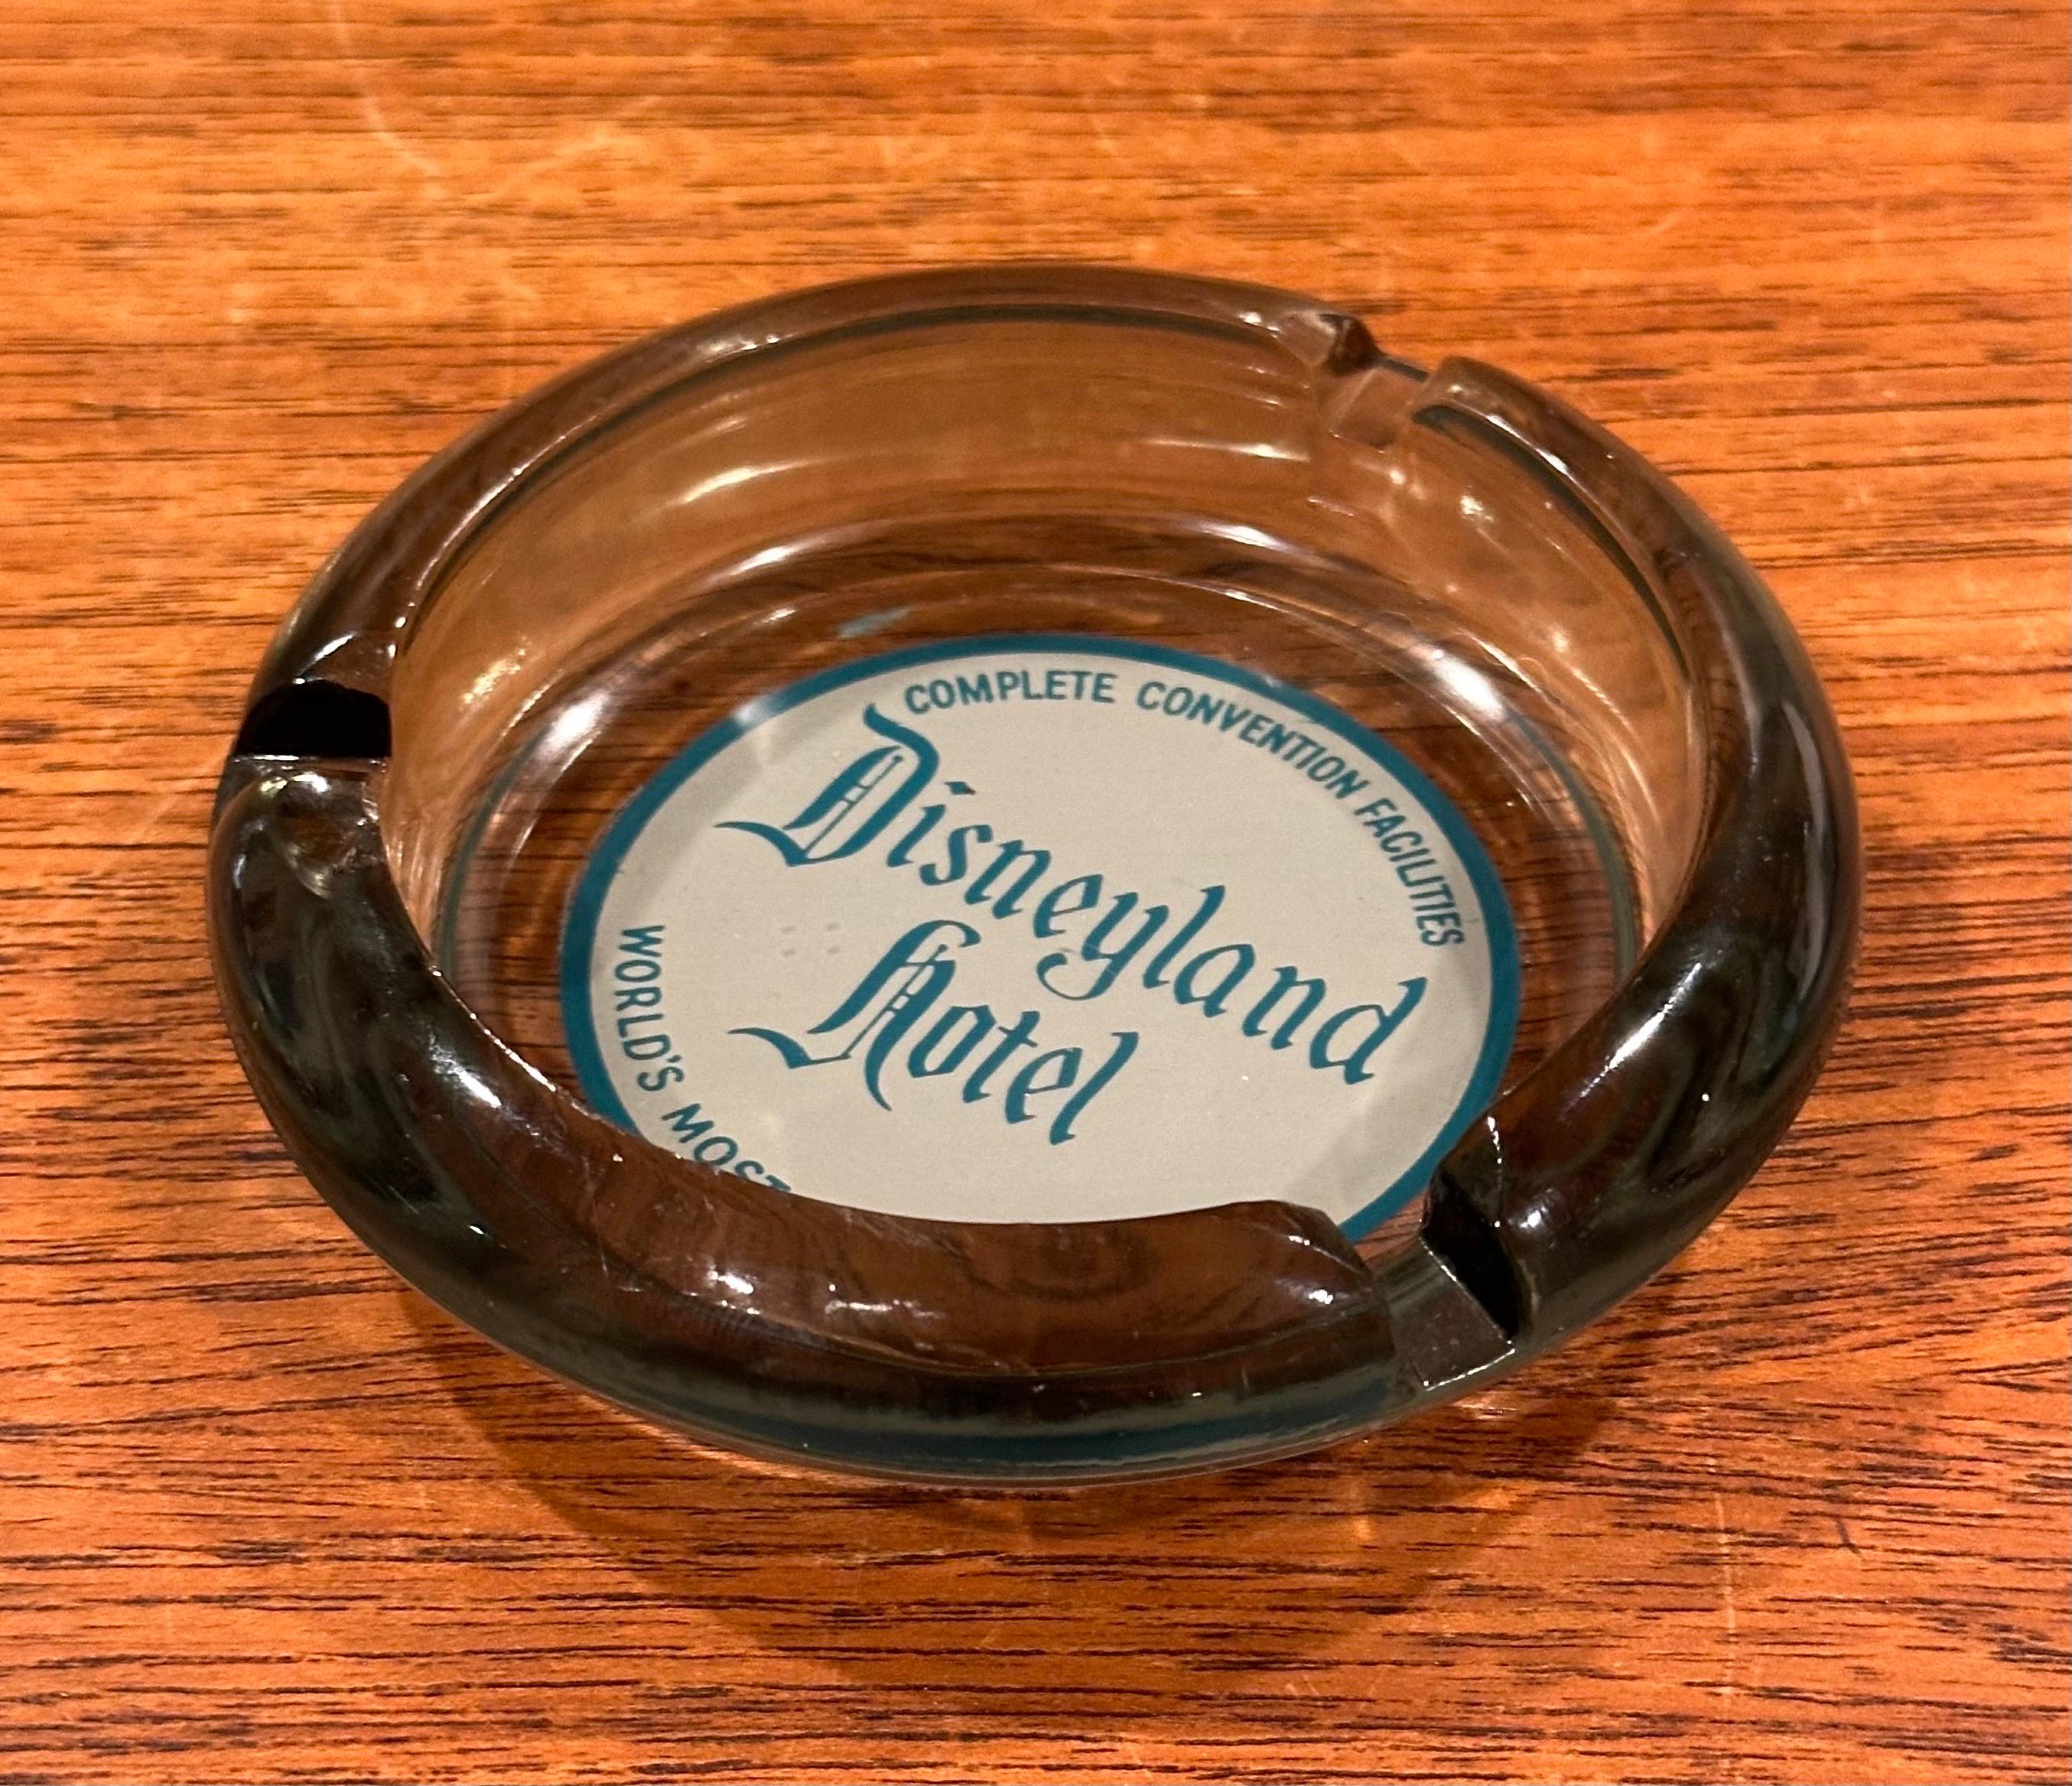 COMPLETE CONVENTION FACILITIES
Disneyland
Hotel
WORLD'S MOST